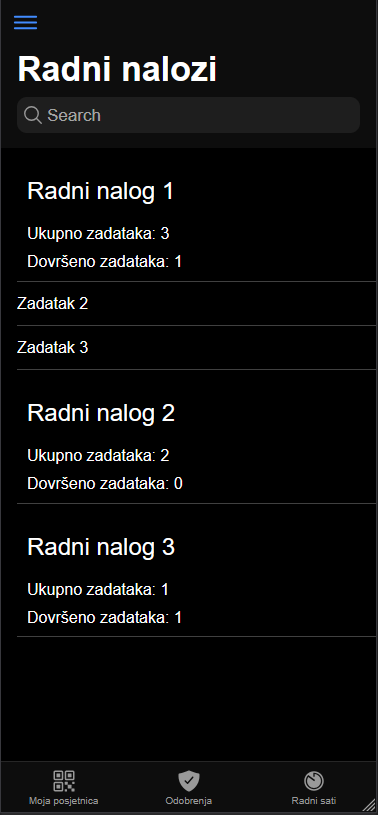 Radni nalozi
Search
Radni nalog 1
Ukupno zadataka: 3
Dovršeno zadataka: 1
Zadatak 2
Zadatak 3
Radni nalog 2
Ukupno zadataka: 2
Dovršeno zadataka: 0
Radni nalog 3
Ukupno zadataka: 1
Dovršeno zadataka: 1
Moja posjetnica
Odobrenja
Radni sati